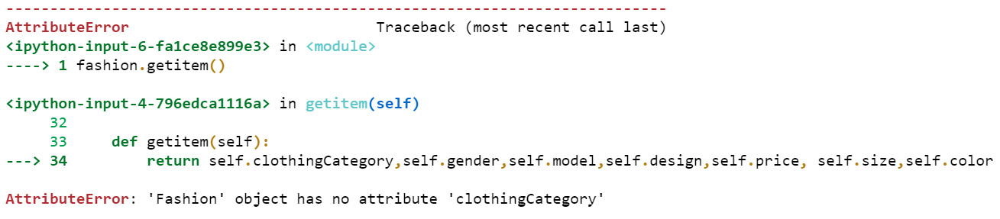 ---------------------------------------------------------------------------
AttributeError                            Traceback (most recent call last)
<ipython-input-6-fa1ce8e899e3> in <module>
----> 1 fashion.getitem()
<ipython-input-4-796edca1116a> in getitem(self)
     32
     33     def getitem(self):
---> 34         return self.clothingCategory,self.gender,self.model,self.design,self.price, self.size,self.color
AttributeError: 'Fashion' object has no attribute 'clothingCategory'